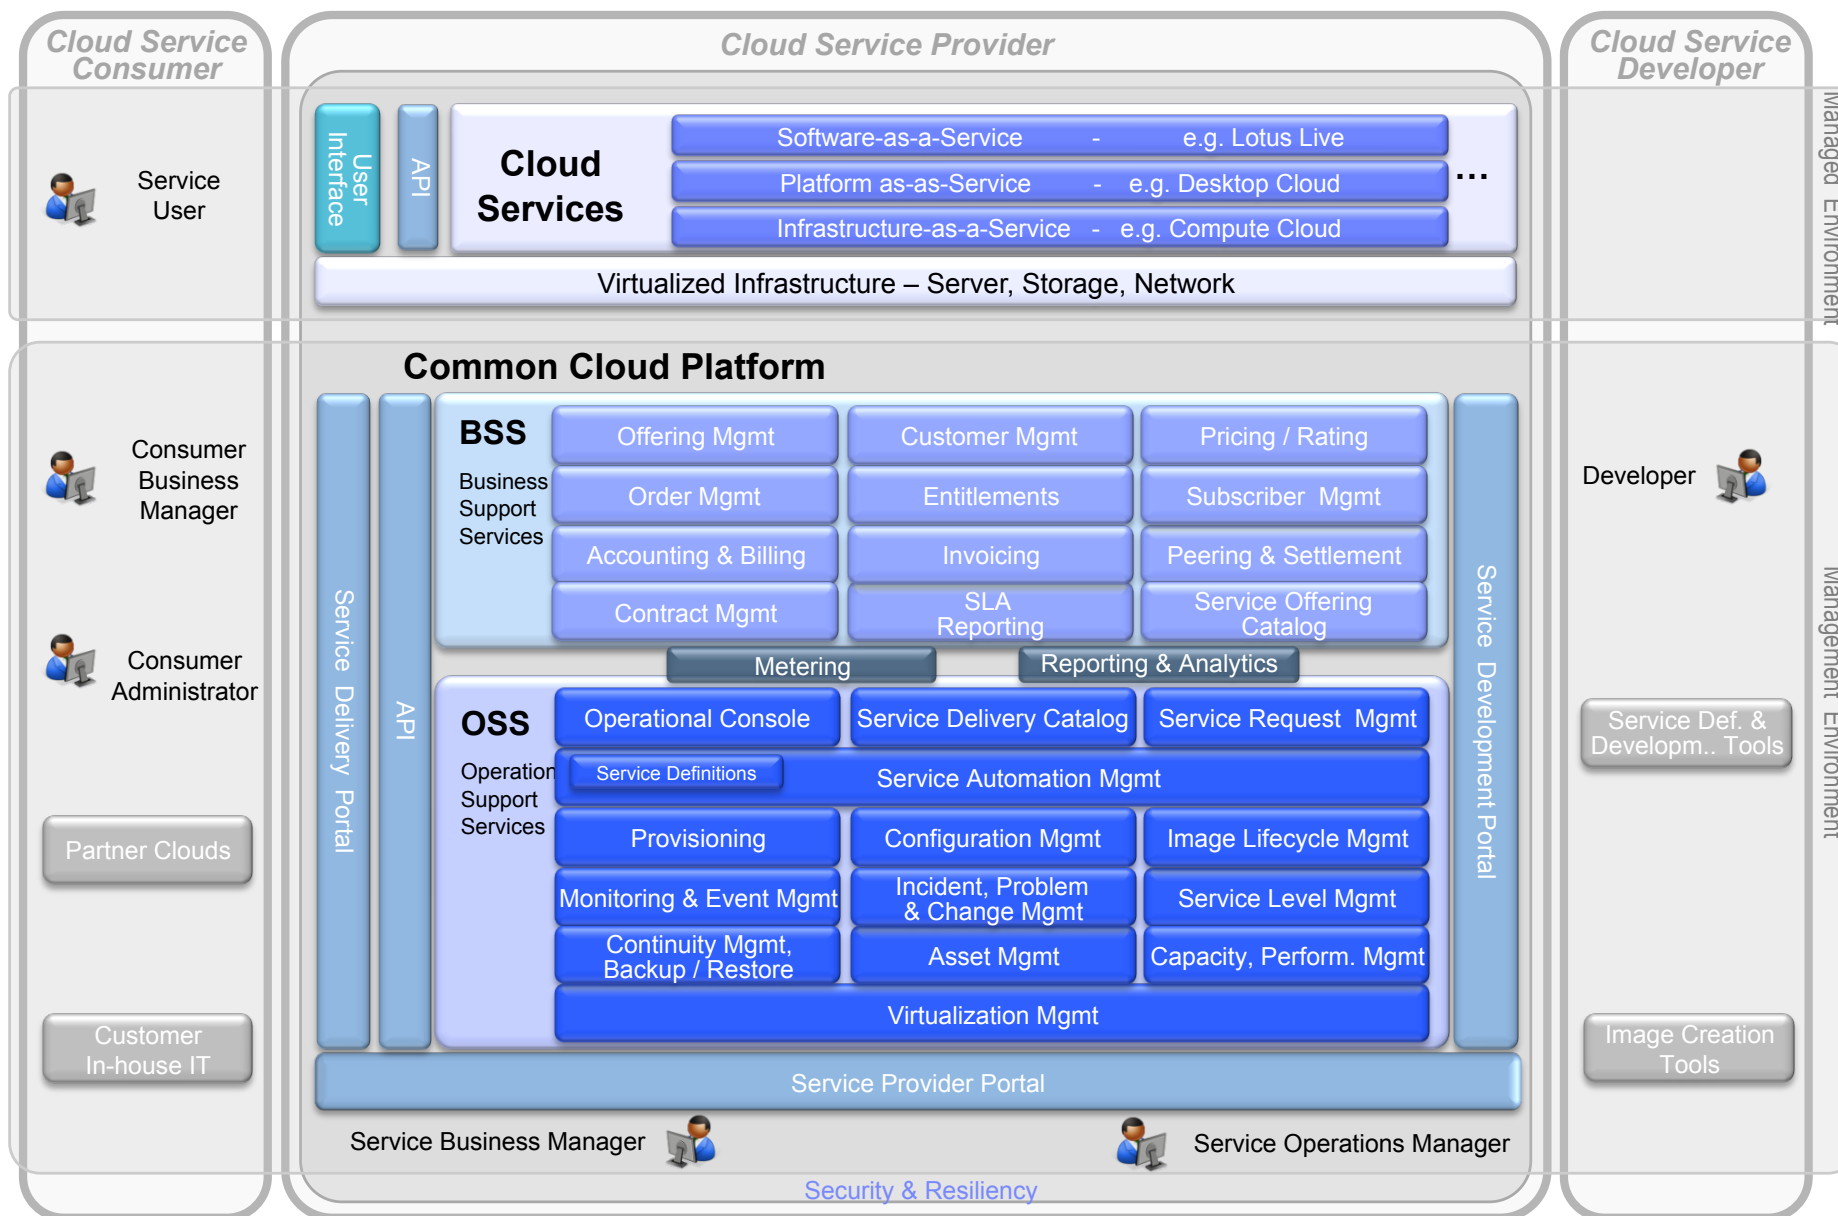 Cloud Service
Consumer
Cloud Service Provider
Cloud Service
Developer
Service
User
User
Interface
API
Cloud
Services
Software-as-a-Service - e.g. Lotus Live
Platform as-as-Service - e.g. Desktop Cloud
Infrastructure-as-a-Service - e.g. Compute Cloud
...
Virtualized Infrastructure – Server, Storage, Network
Managed Environment
Common Cloud Platform
Consumer
Business
Manager
Consumer
Administrator
Partner Clouds
Customer
In-house IT
Service Delivery Portal
API
BSS
Business
Support
Services
Offering Mgmt
Customer Mgmt
Pricing / Rating
Order Mgmt
Entitlements
Subscriber Mgmt
Accounting & Billing
Invoicing
Peering & Settlement
Contract Mgmt
SLA
Reporting
Service Offering
Catalog
Metering
Reporting & Analytics
OSS
Operation
Support
Services
Operational Console
Service Delivery Catalog
Service Request Mgmt
Service Definitions
Service Automation Mgmt
Provisioning
Configuration Mgmt
Image Lifecycle Mgmt
Monitoring & Event Mgmt
Incident, Problem
& Change Mgmt
Service Level Mgmt
Continuity Mgmt,
Backup / Restore
Asset Mgmt
Capacity, Perform. Mgmt
Virtualization Mgmt
Service Development Portal
Service Provider Portal
Service Business Manager
Service Operations Manager
Security & Resiliency
Developer
Service Def. &
Developm.. Tools
Image Creation
Tools
Management Environment